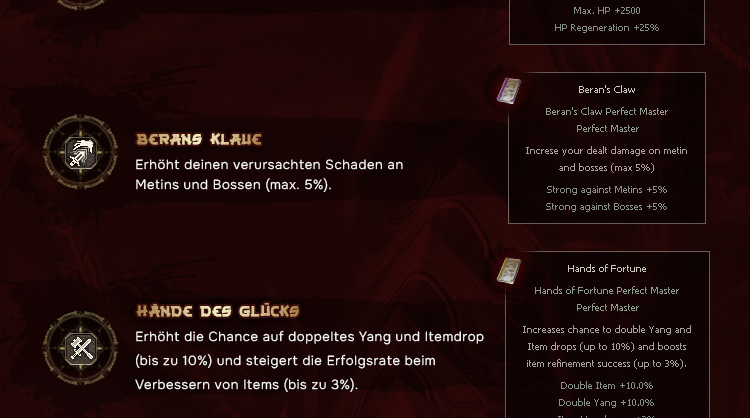 Max. HP +2500
HP Regeneration +25%
BERANS KLAUE
Erhöht deinen verursachten Schaden an
Metins und Bossen (max. 5%).
Beran's Claw
Beran's Claw Perfect Master
Perfect Master
Increse your dealt damage on metin
and bosses (max 5%)
Strong against Metins +5%
Strong against Bosses +5%
HÄNDE DES GLÜCKS
Erhöht die Chance auf doppeltes Yang und Itemdrop
(bis zu 10%) und steigert die Erfolgsrate beim
Verbessern von Items (bis zu 3%).
Hands of Fortune
Hands of Fortune Perfect Master
Perfect Master
Increases chance to double Yang and
Item drops (up to 10%) and boosts
item refinement success (up to 3%).
Double Item +10.0%
Double Yang +10.0%